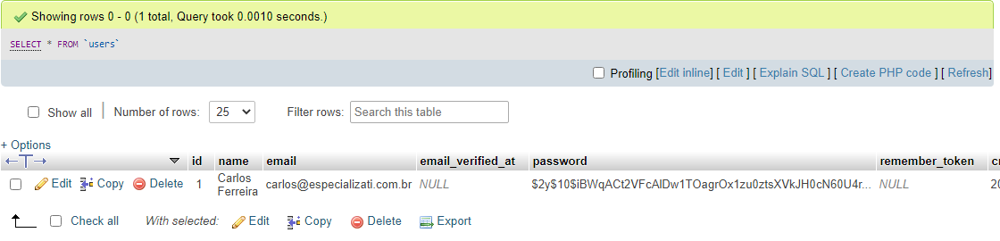 Showing rows 0 - 0 (1 total, Query took 0.0010 seconds.)
SELECT * FROM `users`
Profiling [Edit inline] [ Edit ] [ Explain SQL ] [ Create PHP code ] [ Refresh]
Show all | Number of rows: 25 Filter rows: Search this table
+ Options
←T→ id name email email_verified_at password remember_token
Edit Copy Delete 1 Carlos Ferreira carlos@especializati.com.br NULL $2y$10$iBWqACt2VFcAlDw1TOagrOx1zu0ztsXVkJH0cN60U4r... NULL 20
Check all With selected: Edit Copy Delete Export